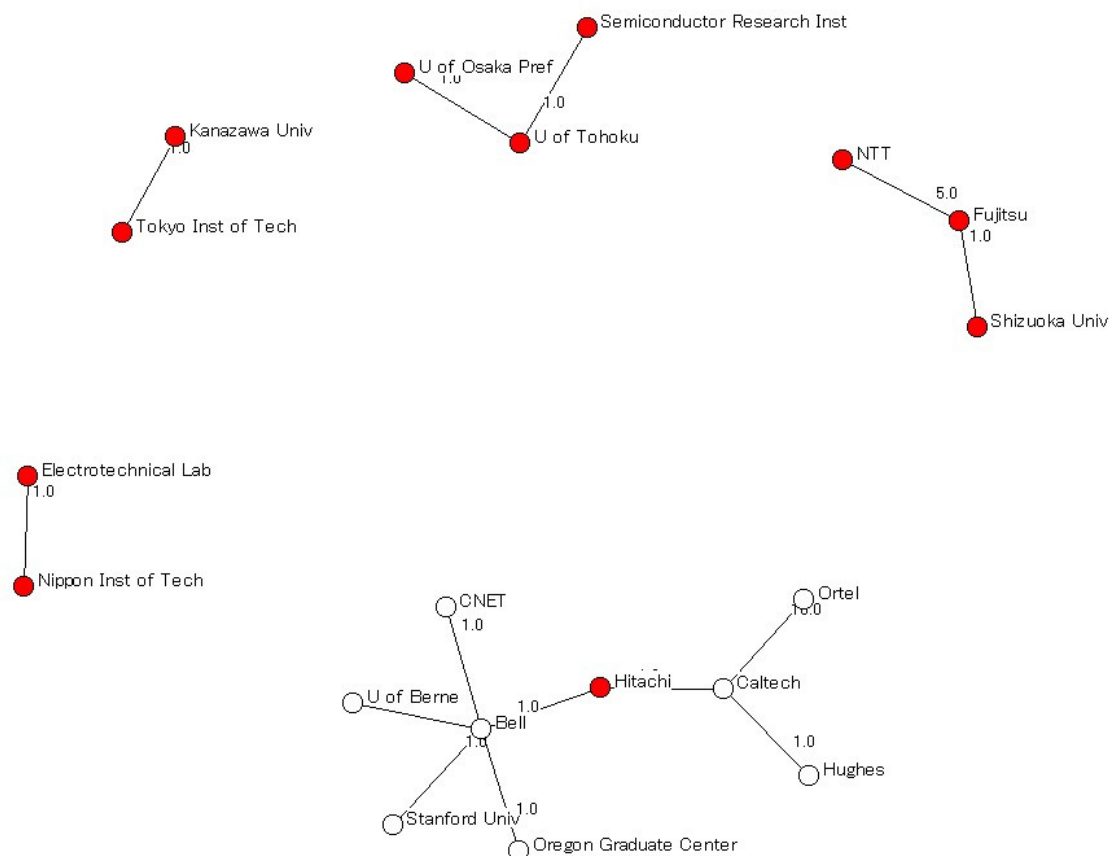 Semiconductor Research Inst
U of Osaka Pref
1.0
1.0
Kanazawa Univ
1.0
U of Tohoku
NTT
5.0
Fujitsu
1.0
Tokyo Inst of Tech
Shizuoka Univ
Electrotechnical Lab
1.0
Nippon Inst of Tech
CNET
1.0
Ortel
Hitachi
Caltech
U of Berne
1.0
Bell
1.0
1.0
Hughes
1.0
Stanford Univ
Oregon Graduate Center